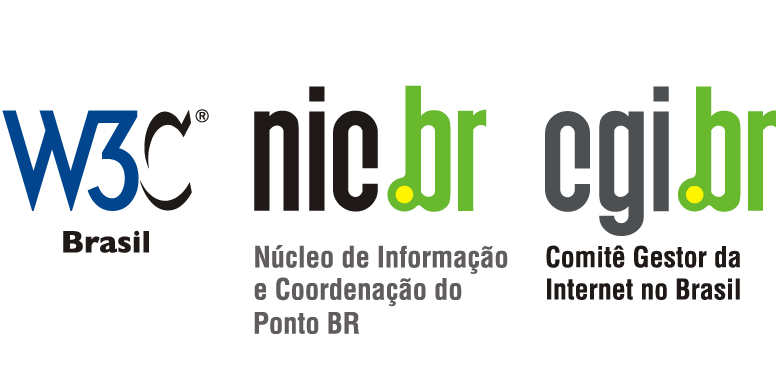 W3C®
Brasil
nic.br
Núcleo de Informação
e Coordenação do
Ponto BR
cgi.br
Comitê Gestor da
Internet no Brasil